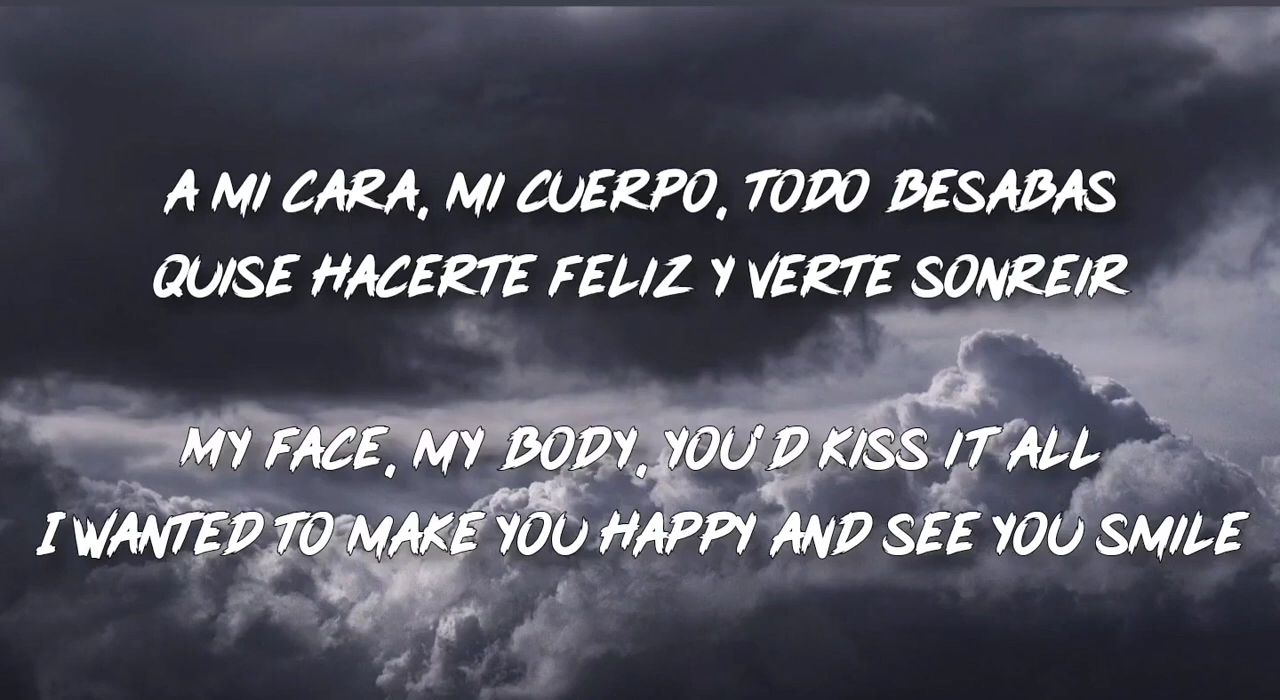 A MI CARA, MI CUERPO, TODO BESABAS
QUISE HACERTE FELIZ Y VERTE SONREIR
MY FACE, MY BODY, YOU'D KISS IT ALL
I WANTED TO MAKE YOU HAPPY AND SEE YOU SMILE